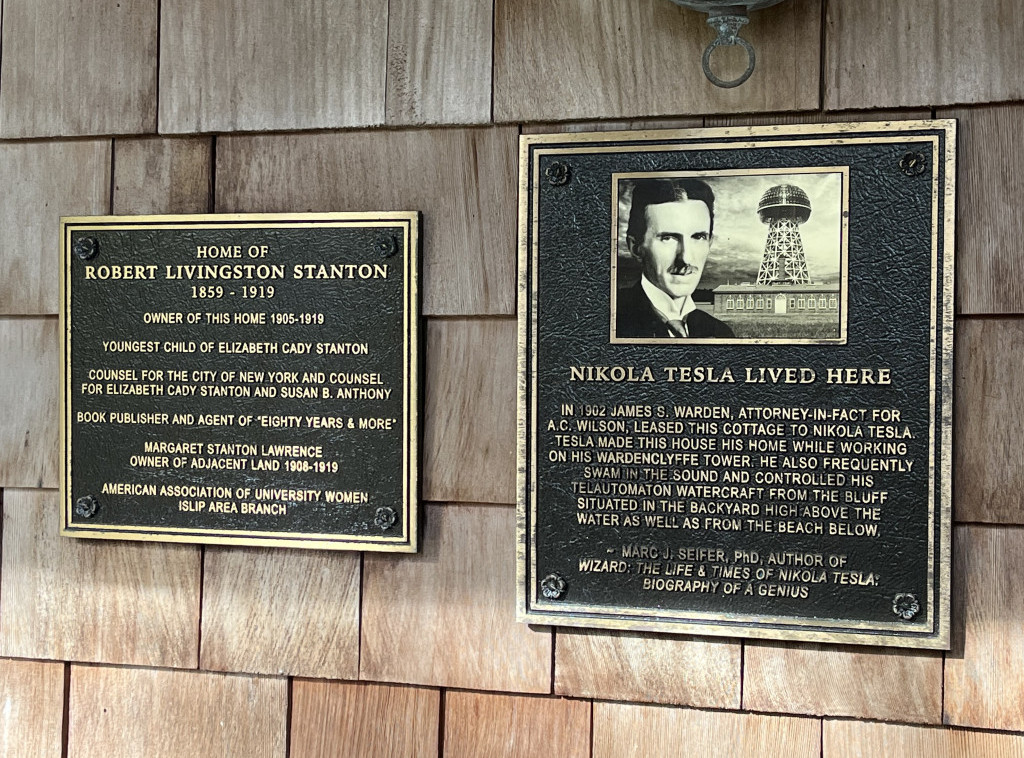 HOME OF
ROBERT LIVINGSTON STANTON
1859 - 1919
OWNER OF THIS HOME 1905-1919
YOUNGEST CHILD OF ELIZABETH CADY STANTON
COUNSEL FOR THE CITY OF NEW YORK AND COUNSEL
FOR ELIZABETH CADY STANTON AND SUSAN B. ANTHONY
BOOK PUBLISHER AND AGENT OF "EIGHTY YEARS & MORE"
MARGARET STANTON LAWRENCE
OWNER OF ADJACENT LAND 1908-1919
AMERICAN ASSOCIATION OF UNIVERSITY WOMEN
ISLIP AREA BRANCH
NIKOLA TESLA LIVED HERE
IN 1902 JAMES S. WARDEN, ATTORNEY-IN-FACT FOR
A.C. WILSON, LEASED THIS COTTAGE TO NIKOLA TESLA.
TESLA MADE THIS HOUSE HIS HOME WHILE WORKING
ON HIS WARDENCLYFFE TOWER. HE ALSO FREQUENTLY
SWAM IN THE SOUND AND CONTROLLED HIS
TELAUTOMATON WATERCRAFT FROM THE BLUFF
SITUATED IN THE BACKYARD HIGH ABOVE THE
WATER AS WELL AS FROM THE BEACH BELOW.
~ MARC J. SEIFER, PhD, AUTHOR OF
WIZARD: THE LIFE & TIMES OF NIKOLA TESLA:
BIOGRAPHY OF A GENIUS